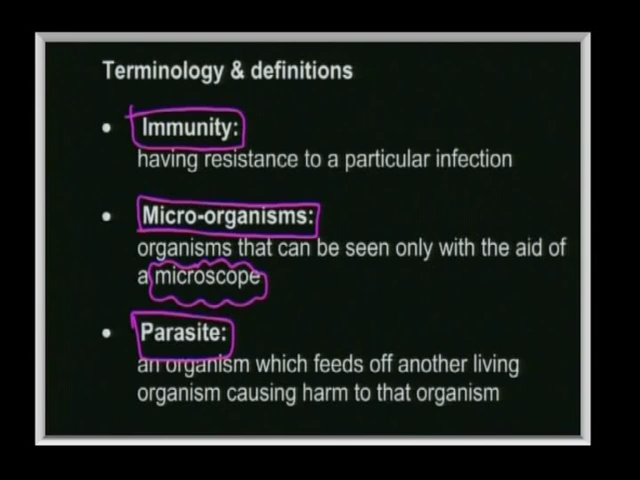 Terminology & definitions
• Immunity:
having resistance to a particular infection
• Micro-organisms:
organisms that can be seen only with the aid of
a microscope
• Parasite:
an organism which feeds off another living
organism causing harm to that organism